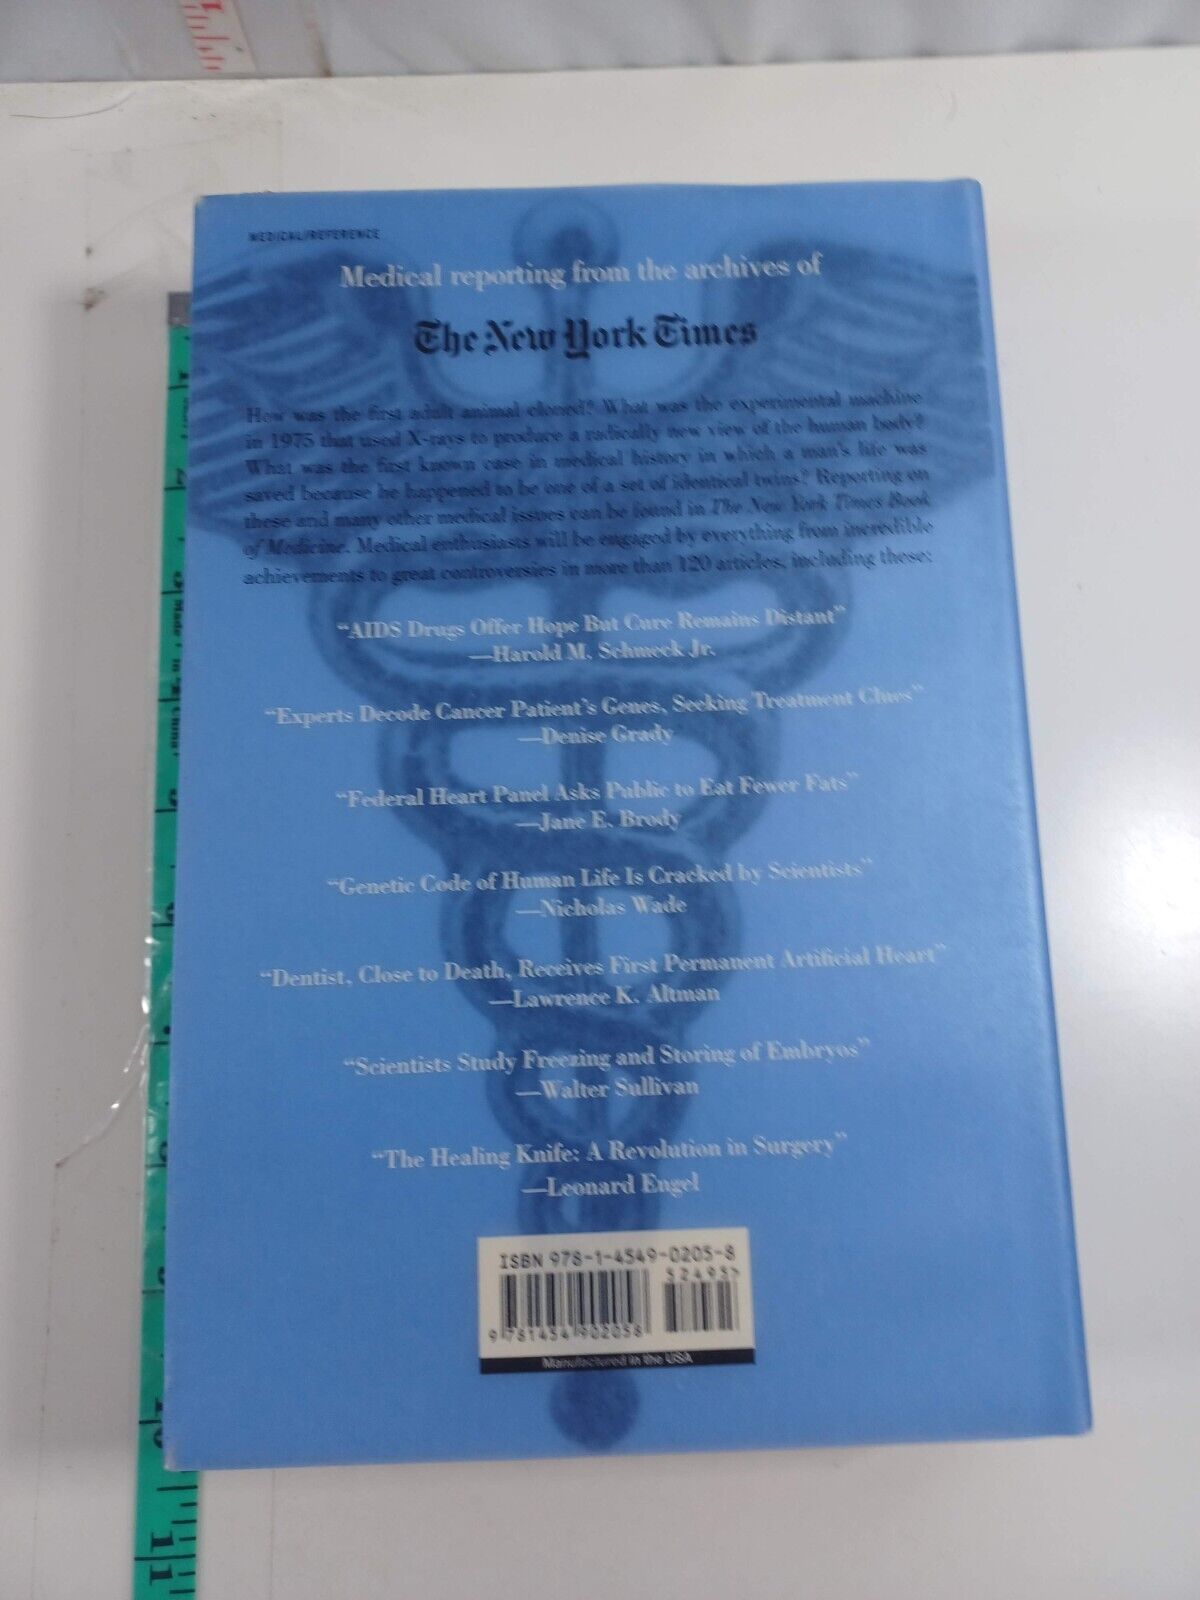 MEDICAL/REFERENCE
Medical reporting from the archives of
The New York Times
How was the first adult animal cloned? What was the experimental machine
in 1975 that used X-rays to produce a radically new view of the human body?
What was the first known case in medical history in which a man's life was
saved because he happened to be one of a set of identical twins? Reporting on
these and many other medical issues can be found in The New York Times Book
of Medicine. Medical enthusiasts will be engaged by everything from incredible
achievements to great controversies in more than 120 articles, including these:
“AIDS Drugs Offer Hope But Cure Remains Distant”
—Harold M. Schmeck Jr.
“Experts Decode Cancer Patient's Genes, Seeking Treatment Clues”
—Denise Grady
“Federal Heart Panel Asks Public to Eat Fewer Fats”
—Jane E. Brody
“Genetic Code of Human Life Is Cracked by Scientists”
—Nicholas Wade
“Dentist, Close to Death, Receives First Permanent Artificial Heart”
—Lawrence K. Altman
“Scientists Study Freezing and Storing of Embryos”
—Walter Sullivan
“The Healing Knife: A Revolution in Surgery”
—Leonard Engel
ISBN 978-1-4549-0205-8
52495>
9 781454 902058
Manufactured in the USA
11